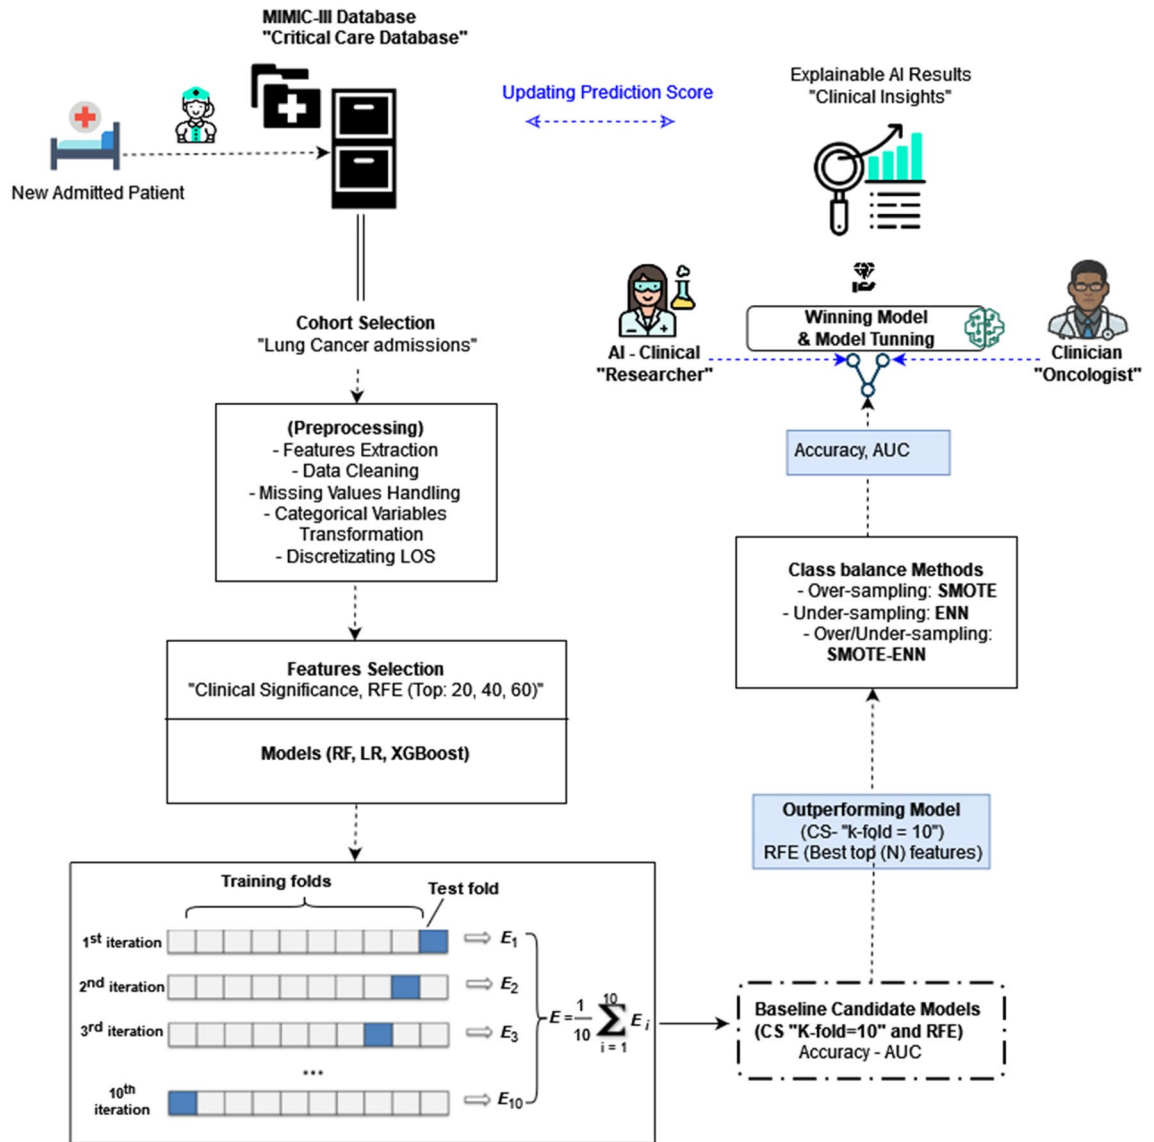 MIMIC-III Database
"Critical Care Database"
New Admitted Patient
Updating Prediction Score
Explainable AI Results
"Clinical Insights"
Cohort Selection
"Lung Cancer admissions"
(Preprocessing)
- Features Extraction
- Data Cleaning
- Missing Values Handling
- Categorical Variables
Transformation
- Discretizating LOS
Features Selection
"Clinical Significance, RFE (Top: 20, 40, 60)"
Models (RF, LR, XGBoost)
Training folds
Test fold
1st iteration
E1
2nd iteration
E2
3rd iteration
E3
...
10th
iteration
E10
E = 1/10 10 ∑ i = 1 E i
Baseline Candidate Models
(CS "K-fold=10" and RFE)
Accuracy - AUC
Outperforming Model
(CS- "k-fold = 10")
RFE (Best top (N) features)
Class balance Methods
- Over-sampling: SMOTE
- Under-sampling: ENN
- Over/Under-sampling:
SMOTE-ENN
Accuracy, AUC
Winning Model
& Model Tunning
AI - Clinical
"Researcher"
Clinician
"Oncologist"